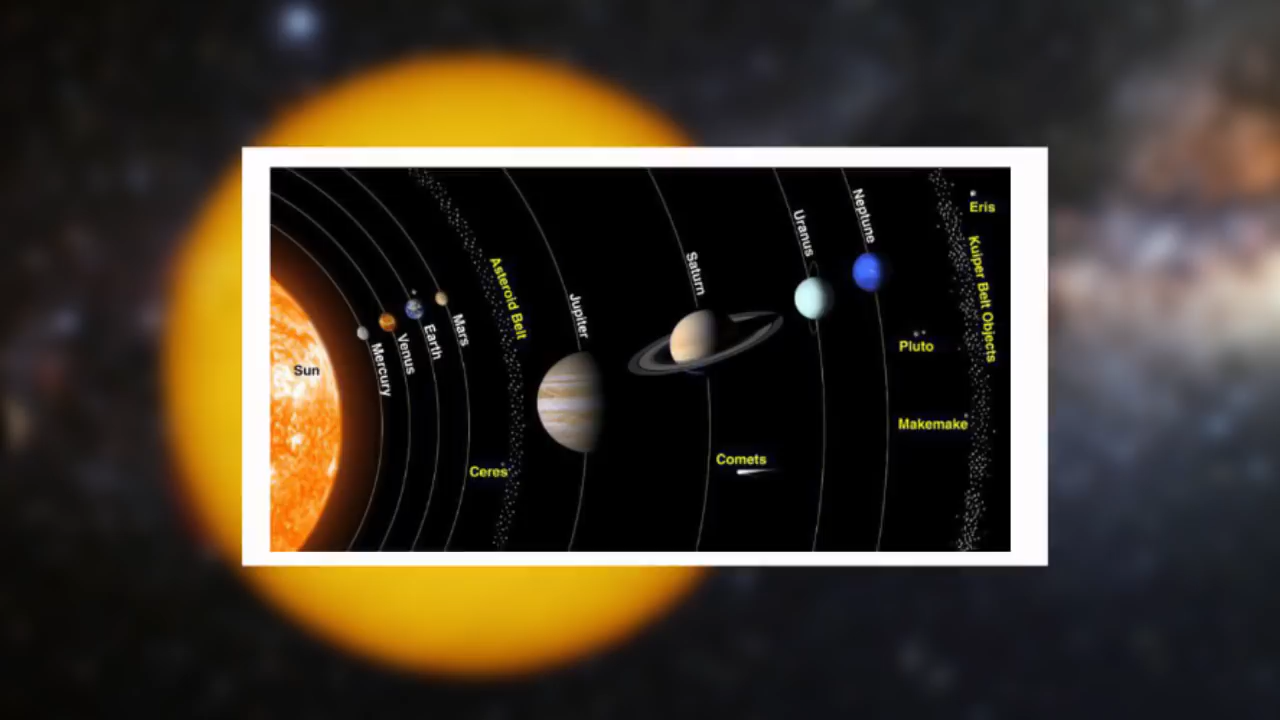 Sun
Mercury
Venus
Earth
Mars
Asteroid Belt
Ceres
Jupiter
Saturn
Comets
Uranus
Neptune
Pluto
Makemake
Eris
Kuiper Belt Objects